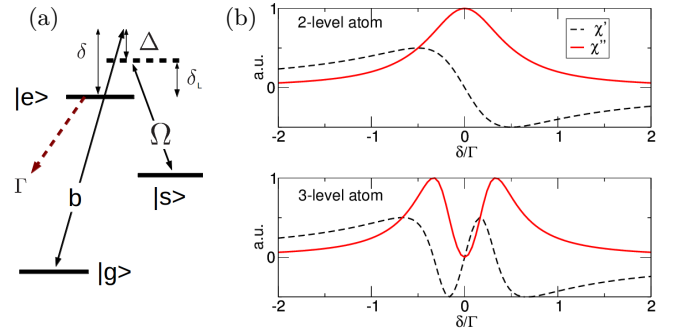 (a)
δ
Δ
δL
|e>
Ω
Γ
b
|s>
|g>
(b)
2-level atom
χ'
χ''
1
a.u.
0
-2 -1 0 1 2
δ/Γ
3-level atom
1
a.u.
0
-2 -1 0 1 2
δ/Γ